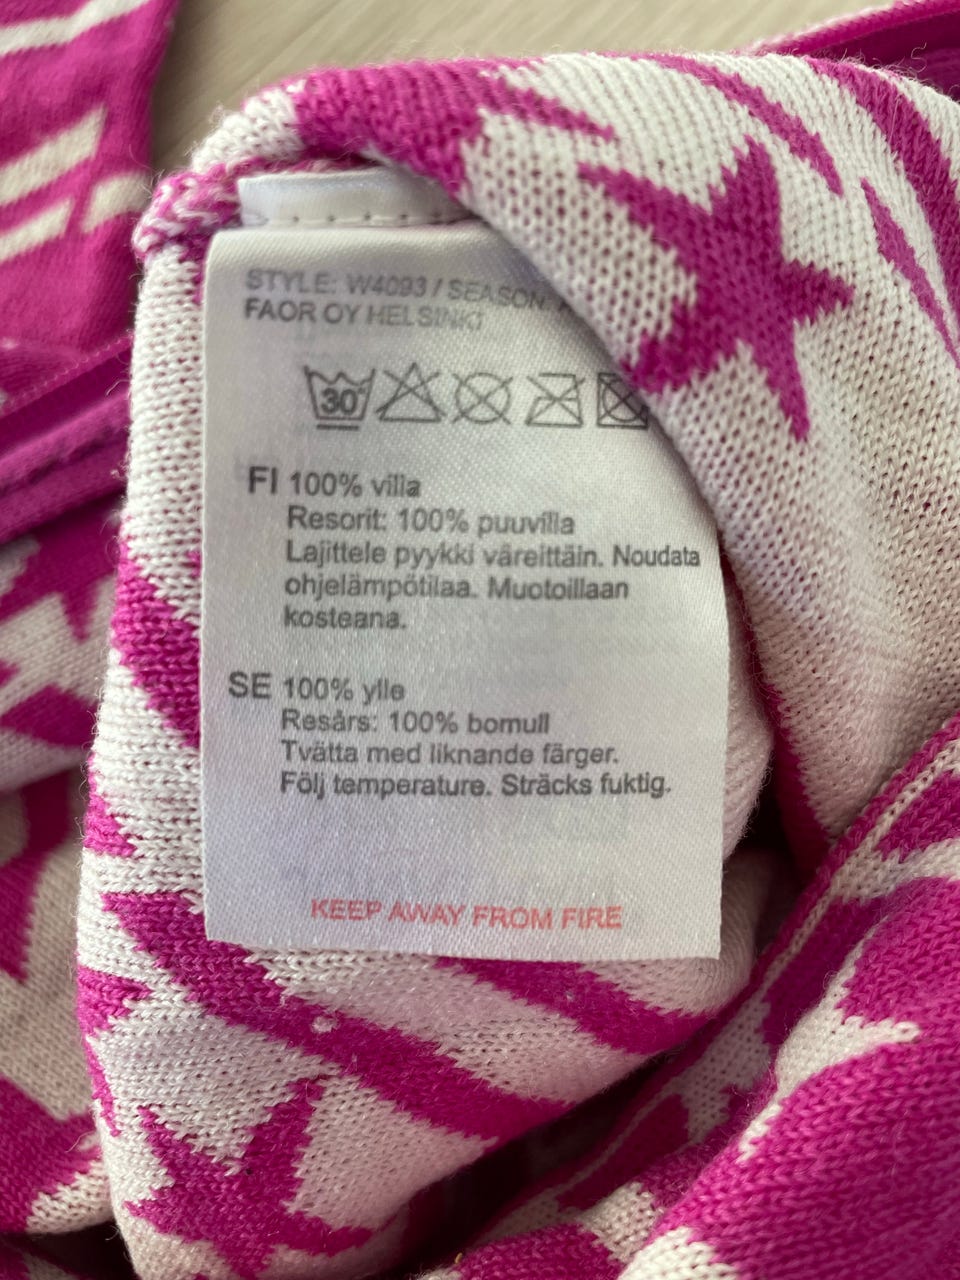 STYLE: W4093 / SEASON:
FAOR OY HELSINKI
30°
FI 100% villa
Resorit: 100% puuvilla
Lajittele pyykki väreittäin. Noudata
ohjelämpötilaa. Muotoillaan
kosteana.
SE 100% ylle
Resårs: 100% bomull
Tvätta med liknande färger.
Följ temperature. Sträcks fuktig.
KEEP AWAY FROM FIRE